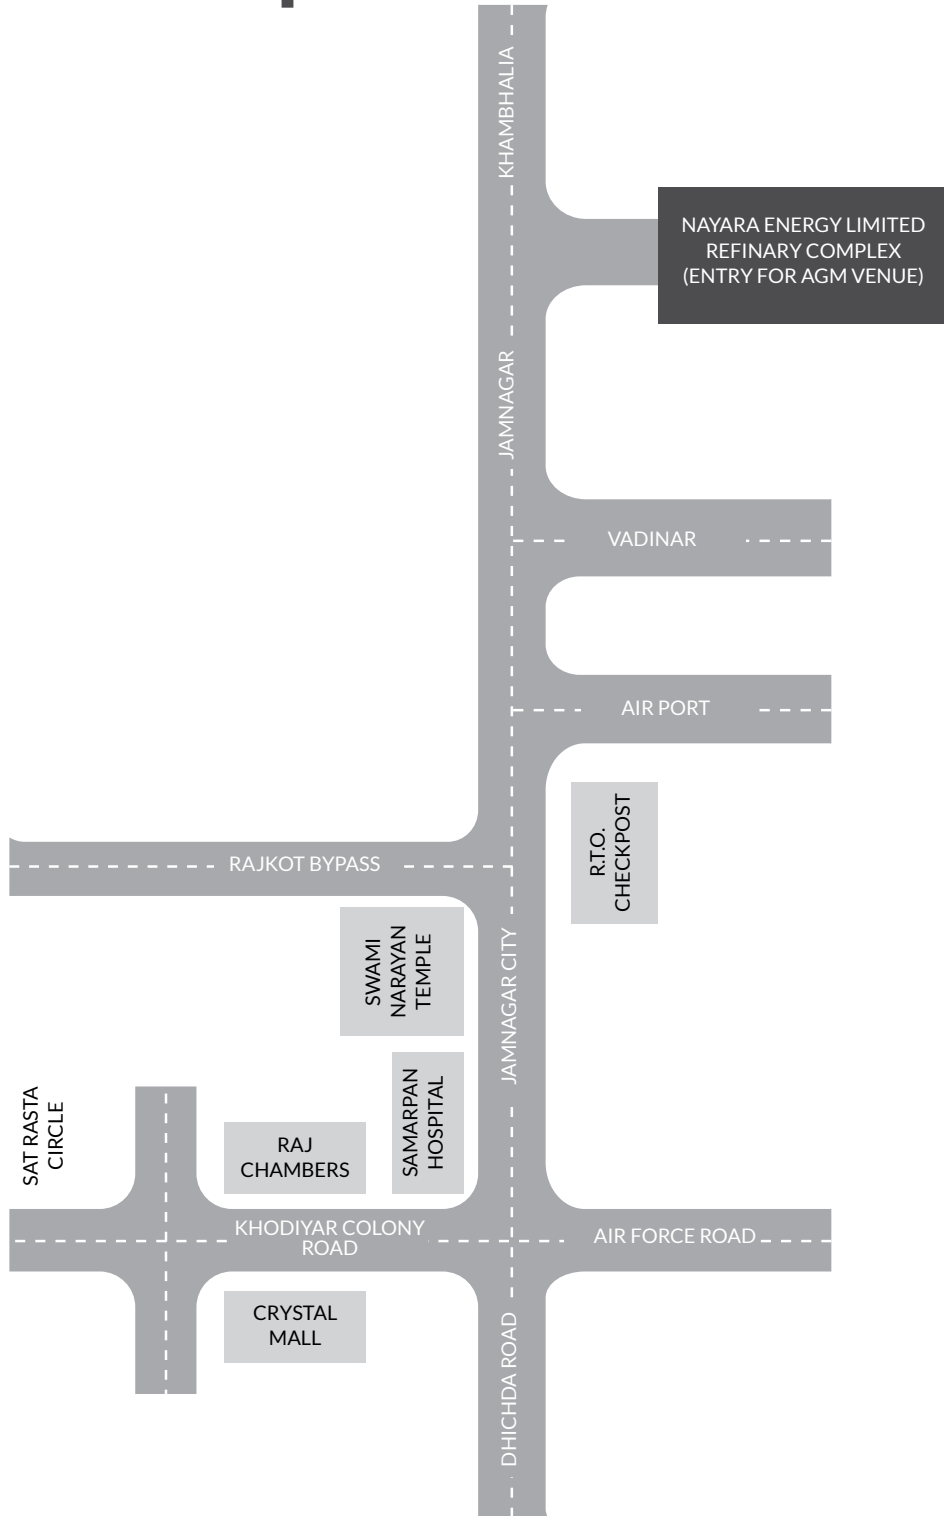 KHAMBHALIA
NAYARA ENERGY LIMITED
REFINARY COMPLEX
(ENTRY FOR AGM VENUE)
JAMNAGAR
VADINAR
AIR PORT
R.T.O.
CHECKPOST
RAJKOT BYPASS
SWAMI
NARAYAN
TEMPLE
JAMNAGAR CITY
SAMARPAN
HOSPITAL
SAT RASTA
CIRCLE
RAJ
CHAMBERS
KHODIYAR COLONY
ROAD
AIR FORCE ROAD
CRYSTAL
MALL
DHICHDA ROAD